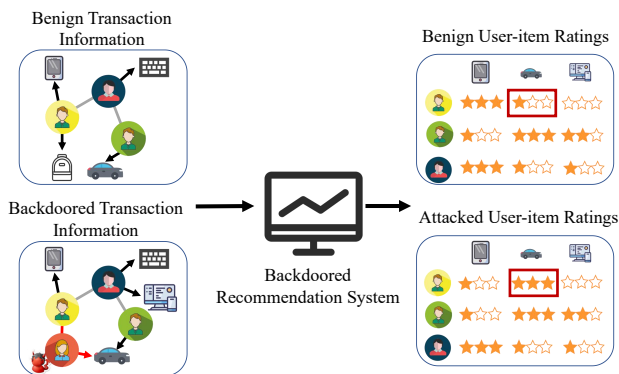 Benign Transaction
Information
Benign User-item Ratings
Backdoored Transaction
Information
Attacked User-item Ratings
Backdoored
Recommendation System